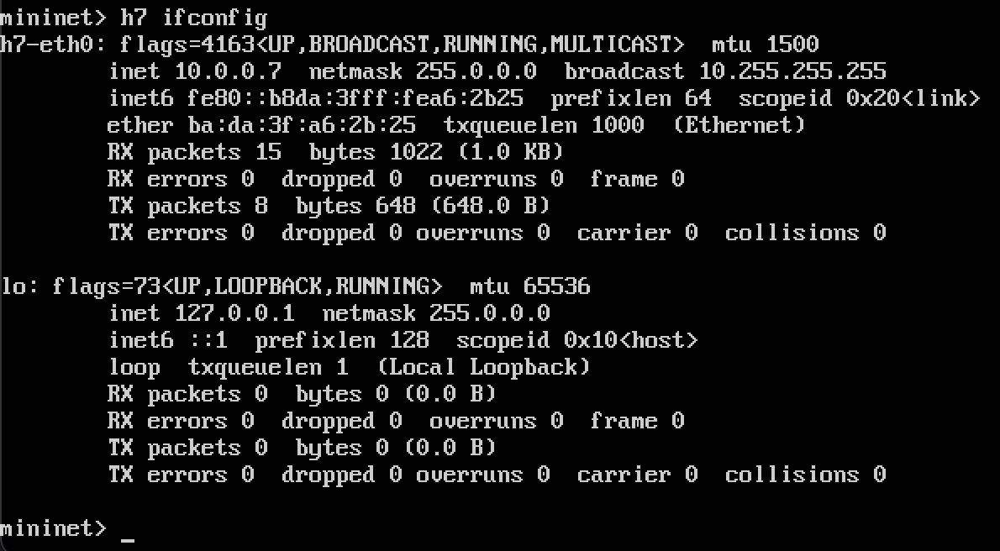 mininet> h7 ifconfig
h7-eth0: flags=4163<UP,BROADCAST,RUNNING,MULTICAST>  mtu 1500
        inet 10.0.0.7  netmask 255.0.0.0  broadcast 10.255.255.255
        inet6 fe80::b8da:3fff:fea6:2b25  prefixlen 64  scopeid 0x20<link>
        ether ba:da:3f:a6:2b:25  txqueuelen 1000  (Ethernet)
        RX packets 15  bytes 1022 (1.0 KB)
        RX errors 0  dropped 0  overruns 0  frame 0
        TX packets 8  bytes 648 (648.0 B)
        TX errors 0  dropped 0 overruns 0  carrier 0  collisions 0

lo: flags=73<UP,LOOPBACK,RUNNING>  mtu 65536
        inet 127.0.0.1  netmask 255.0.0.0
        inet6 ::1  prefixlen 128  scopeid 0x10<host>
        loop  txqueuelen 1  (Local Loopback)
        RX packets 0  bytes 0 (0.0 B)
        RX errors 0  dropped 0  overruns 0  frame 0
        TX packets 0  bytes 0 (0.0 B)
        TX errors 0  dropped 0 overruns 0  carrier 0  collisions 0

mininet> _